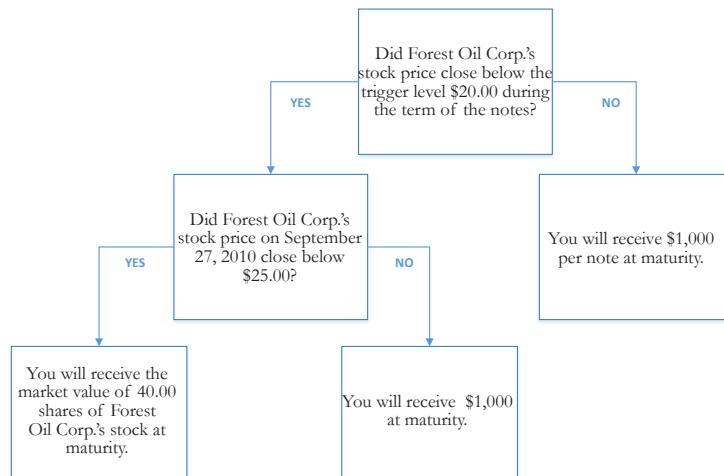 Did Forest Oil Corp.'s
stock price close below the
trigger level $20.00 during
the term of the notes?
YES
NO
Did Forest Oil Corp.'s
stock price on September
27, 2010 close below
$25.00?
You will receive $1,000
per note at maturity.
YES
NO
You will receive the
market value of 40.00
shares of Forest
Oil Corp.'s stock at
maturity.
You will receive $1,000
at maturity.